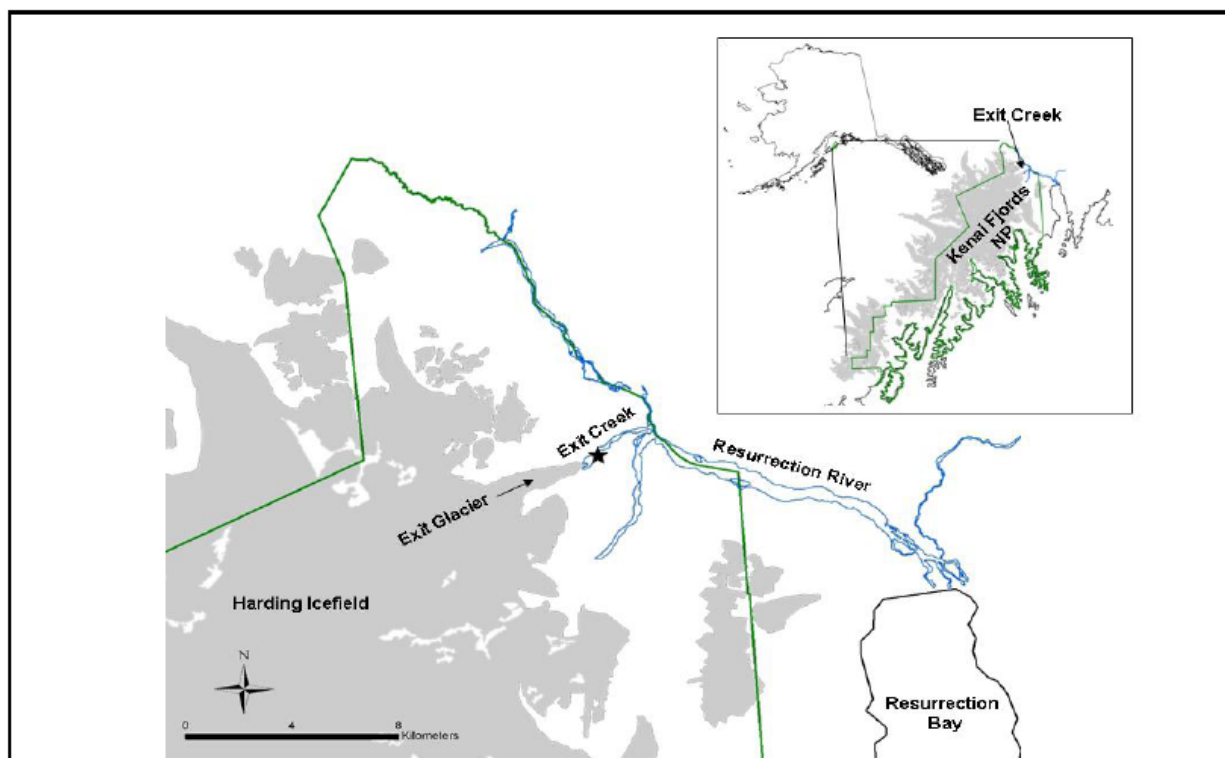 Exit Creek
Kenai Fjords
NP
Exit Creek
Resurrection River
Exit Glacier
Harding Icefield
N
0 4 8
Kilometers
Resurrection
Bay